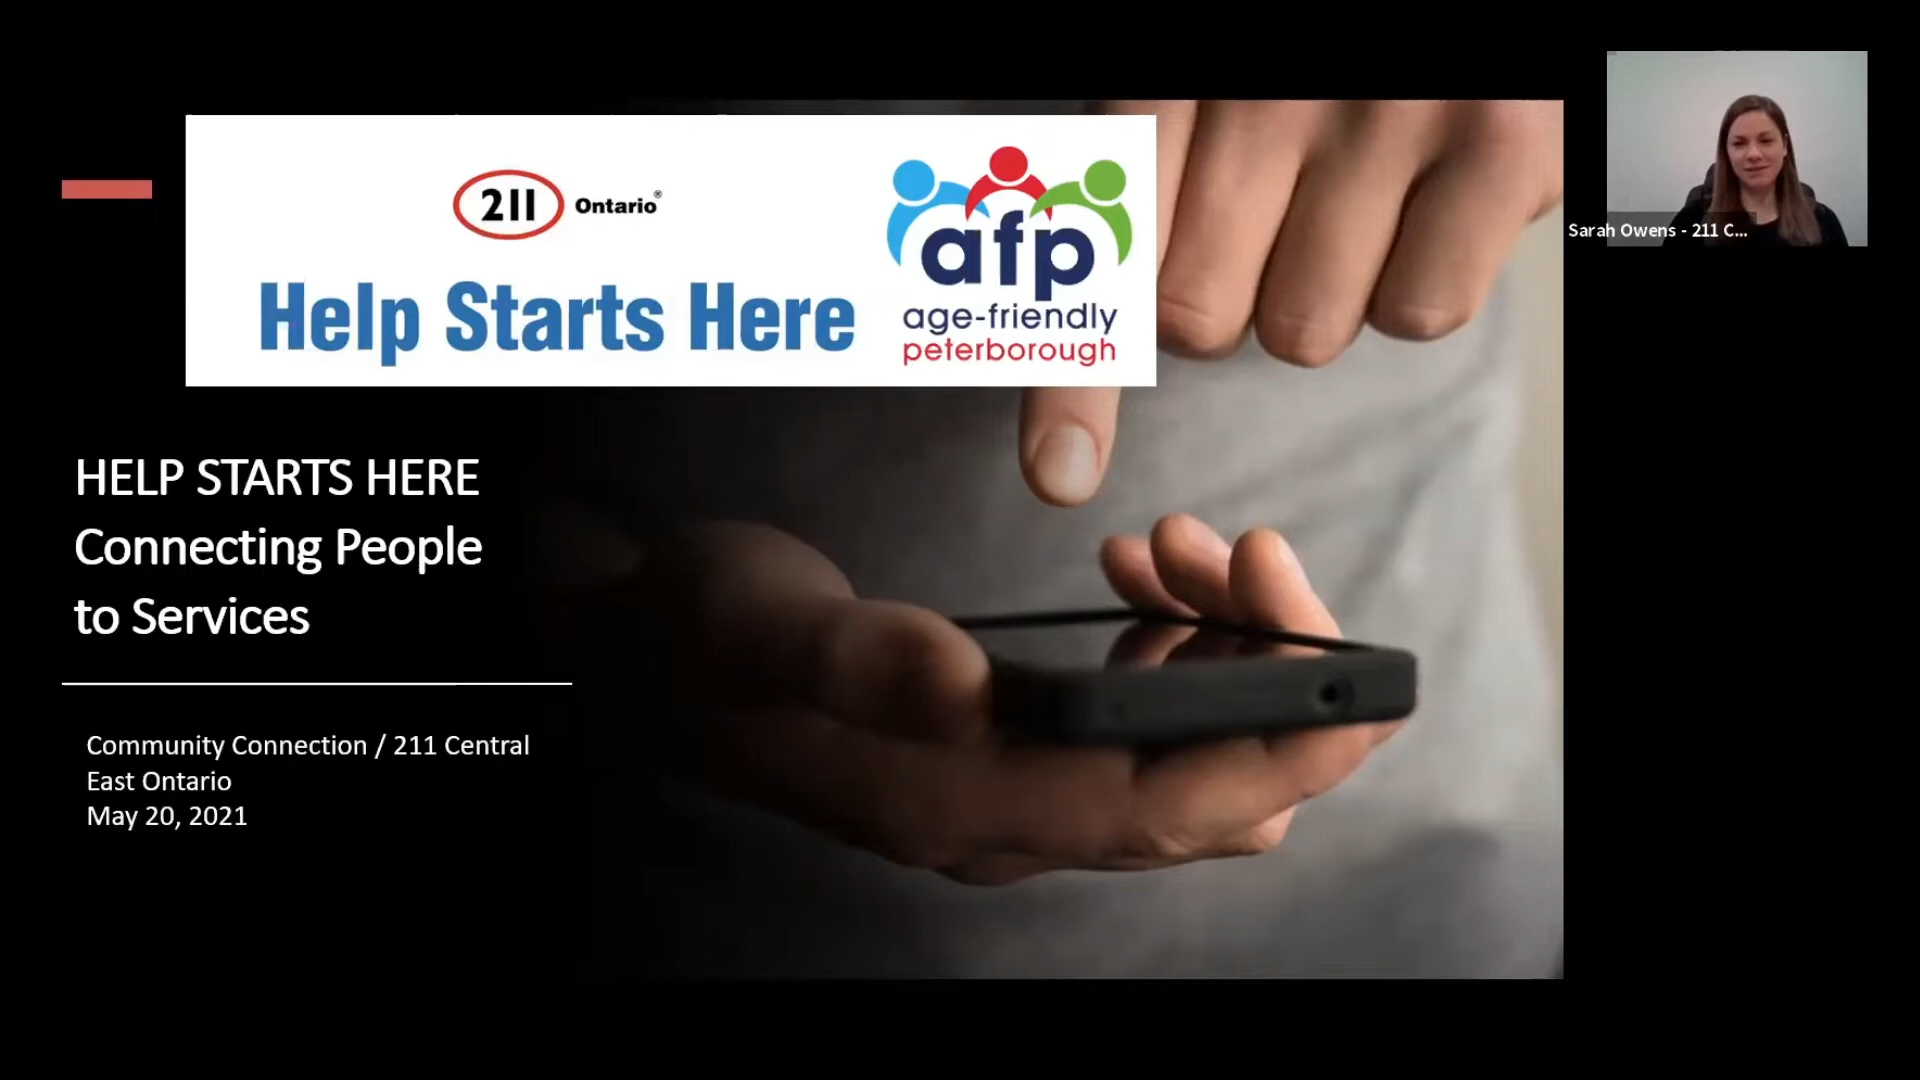 211 Ontario®
Help Starts Here
afp
age-friendly
peterborough
Sarah Owens - 211 C...
HELP STARTS HERE
Connecting People
to Services
Community Connection / 211 Central
East Ontario
May 20, 2021